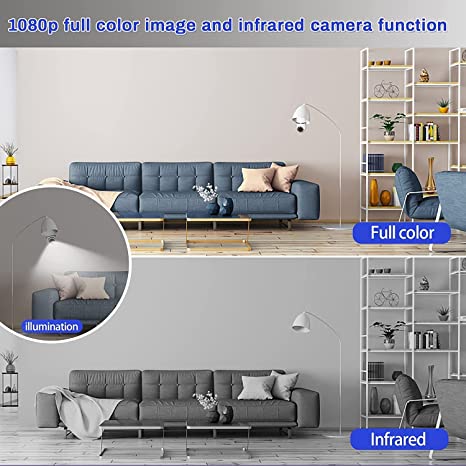 1080p full color image and infrared camera function
Full color
illumination
Infrared